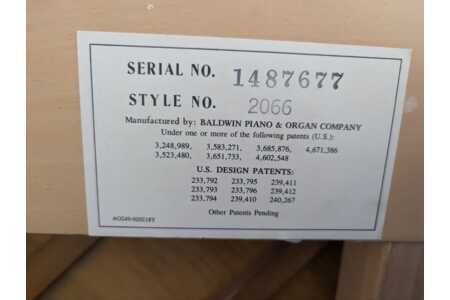 SERIAL NO. 1487677
STYLE NO. 2066
Manufactured by: BALDWIN PIANO & ORGAN COMPANY
Under one or more of the following patents (U.S.):
3,248,989, 3,583,271, 3,685,876, 4,671,386
3,523,480, 3,651,733, 4,602,548
U.S. DESIGN PATENTS:
233,792 233,795 239,411
233,793 233,796 239,412
233,794 239,410 240,267
Other Patents Pending